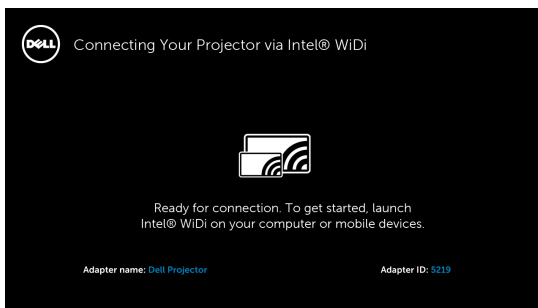 DELL
Connecting Your Projector via Intel® WiDi
Ready for connection. To get started, launch
Intel® WiDi on your computer or mobile devices.
Adapter name: Dell Projector
Adapter ID: 5219